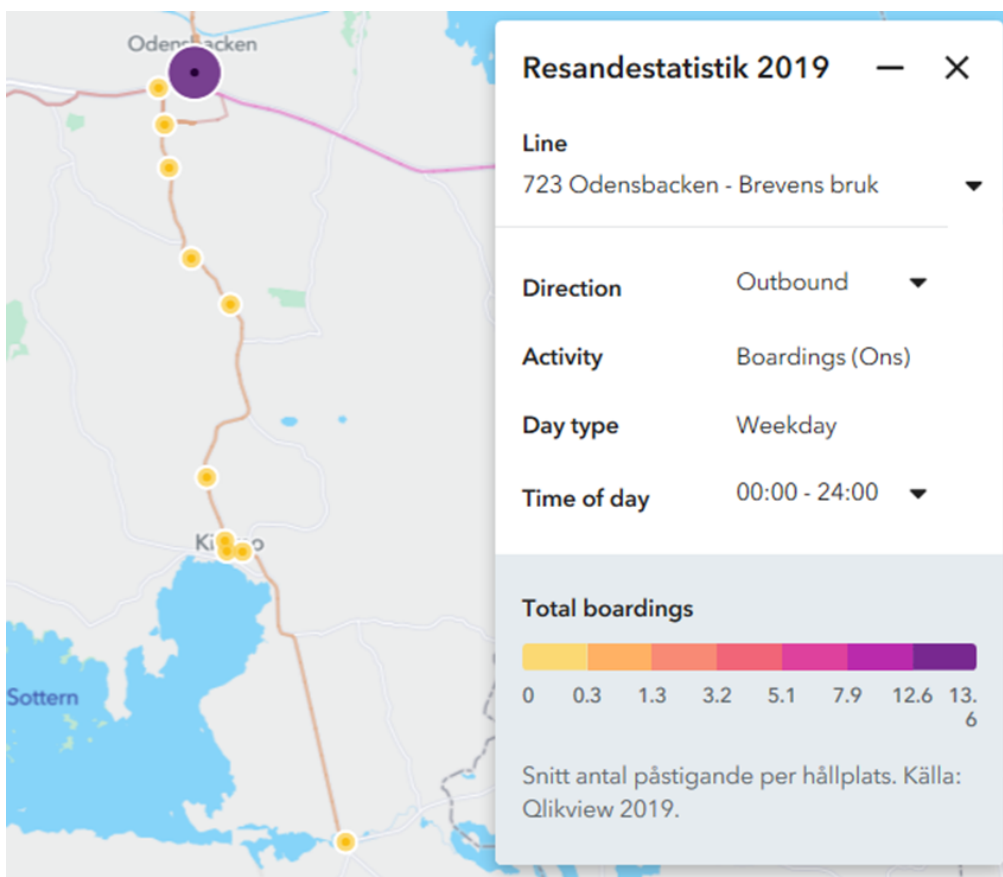 Odensbacken
Sottern
Resandestatistik 2019
Line
723 Odensbacken - Brevens bruk
Direction Outbound
Activity Boardings (Ons)
Day type Weekday
Time of day 00:00 - 24:00
Total boardings
0 0.3 1.3 3.2 5.1 7.9 12.6 13.
6
Snitt antal påstigande per hållplats. Källa:
Qlikview 2019.